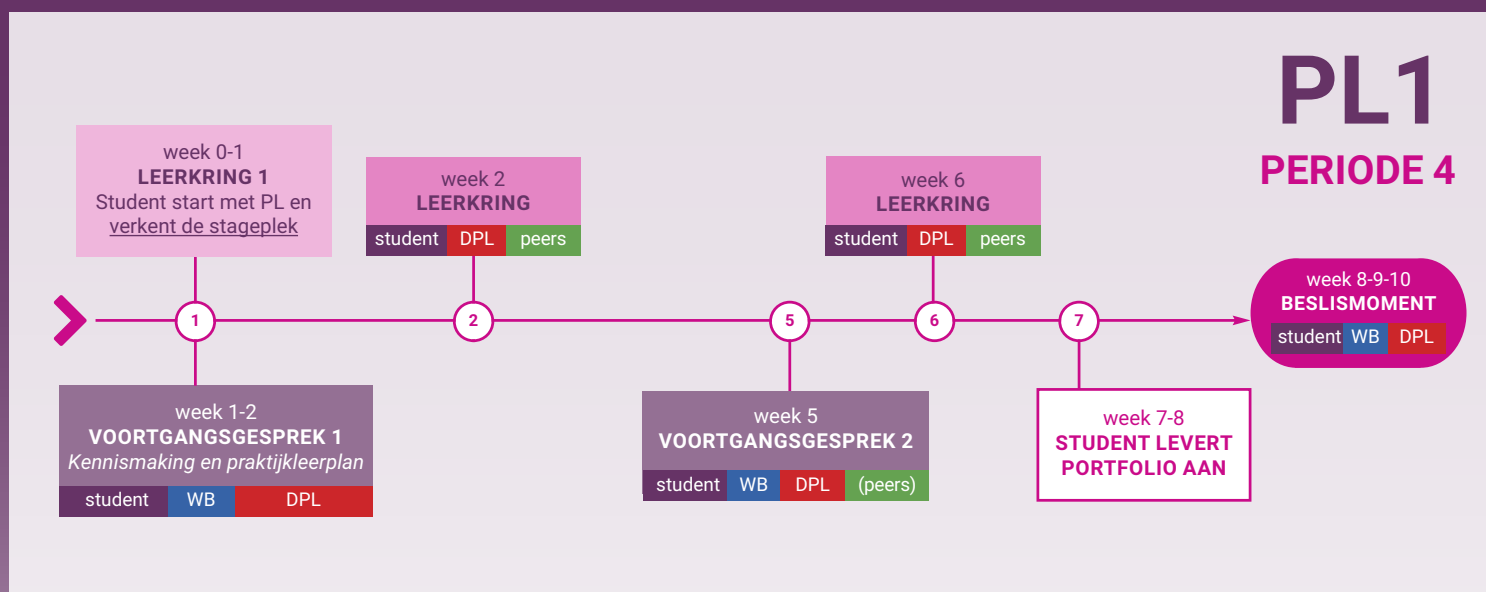 PL1
PERIODE 4
week 0-1
LEERKRING 1
Student start met PL en
verkent de stageplek
week 2
LEERKRING
student DPL peers
week 6
LEERKRING
student DPL peers
1
2
5
6
7
week 8-9-10
BESLISMOMENT
student WB DPL
week 1-2
VOORTGANGSGESPREK 1
Kennismaking en praktijkleerplan
student WB DPL
week 5
VOORTGANGSGESPREK 2
student WB DPL (peers)
week 7-8
STUDENT LEVERT
PORTFOLIO AAN